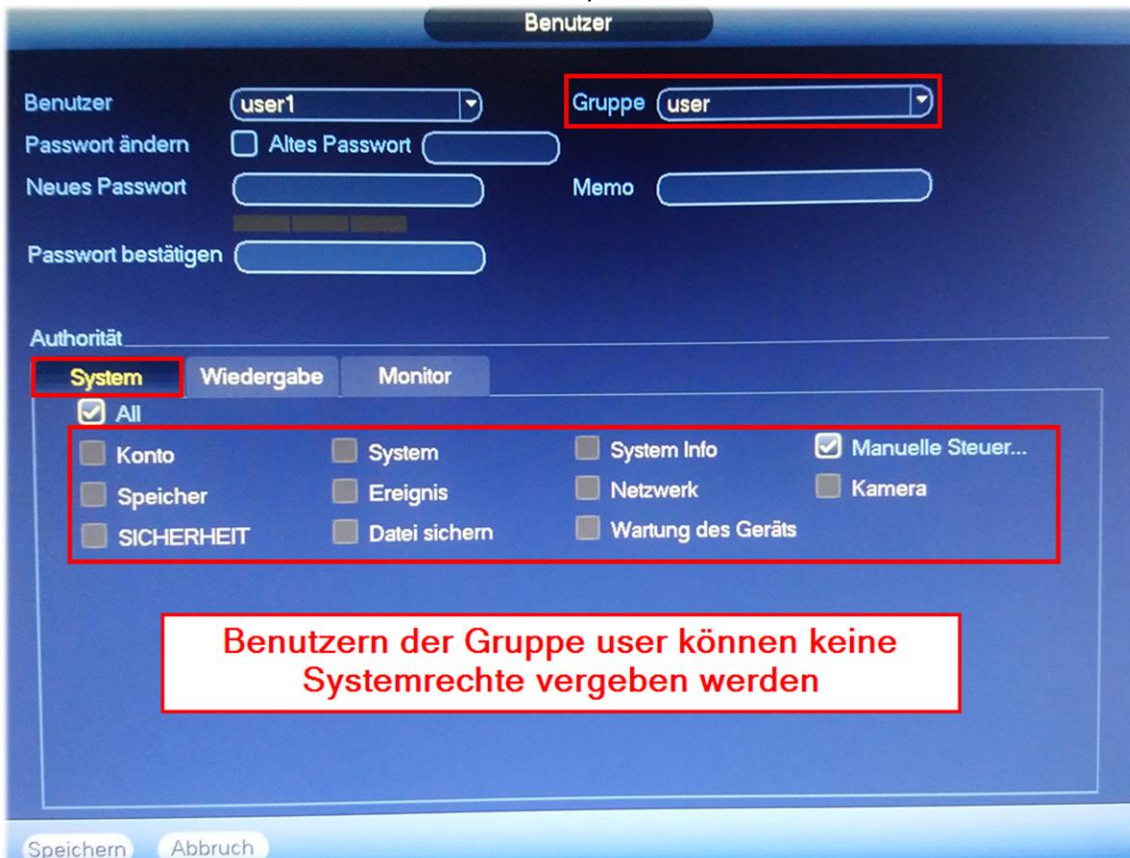 Benutzer
Benutzer user1 Gruppe user
Passwort ändern Altes Passwort
Neues Passwort Memo
Passwort bestätigen
Authorität
System Wiedergabe Monitor
All
Konto System System Info Manuelle Steuer...
Speicher Ereignis Netzwerk Kamera
SICHERHEIT Datei sichern Wartung des Geräts
Benutzern der Gruppe user können keine
Systemrechte vergeben werden
Speichern Abbruch